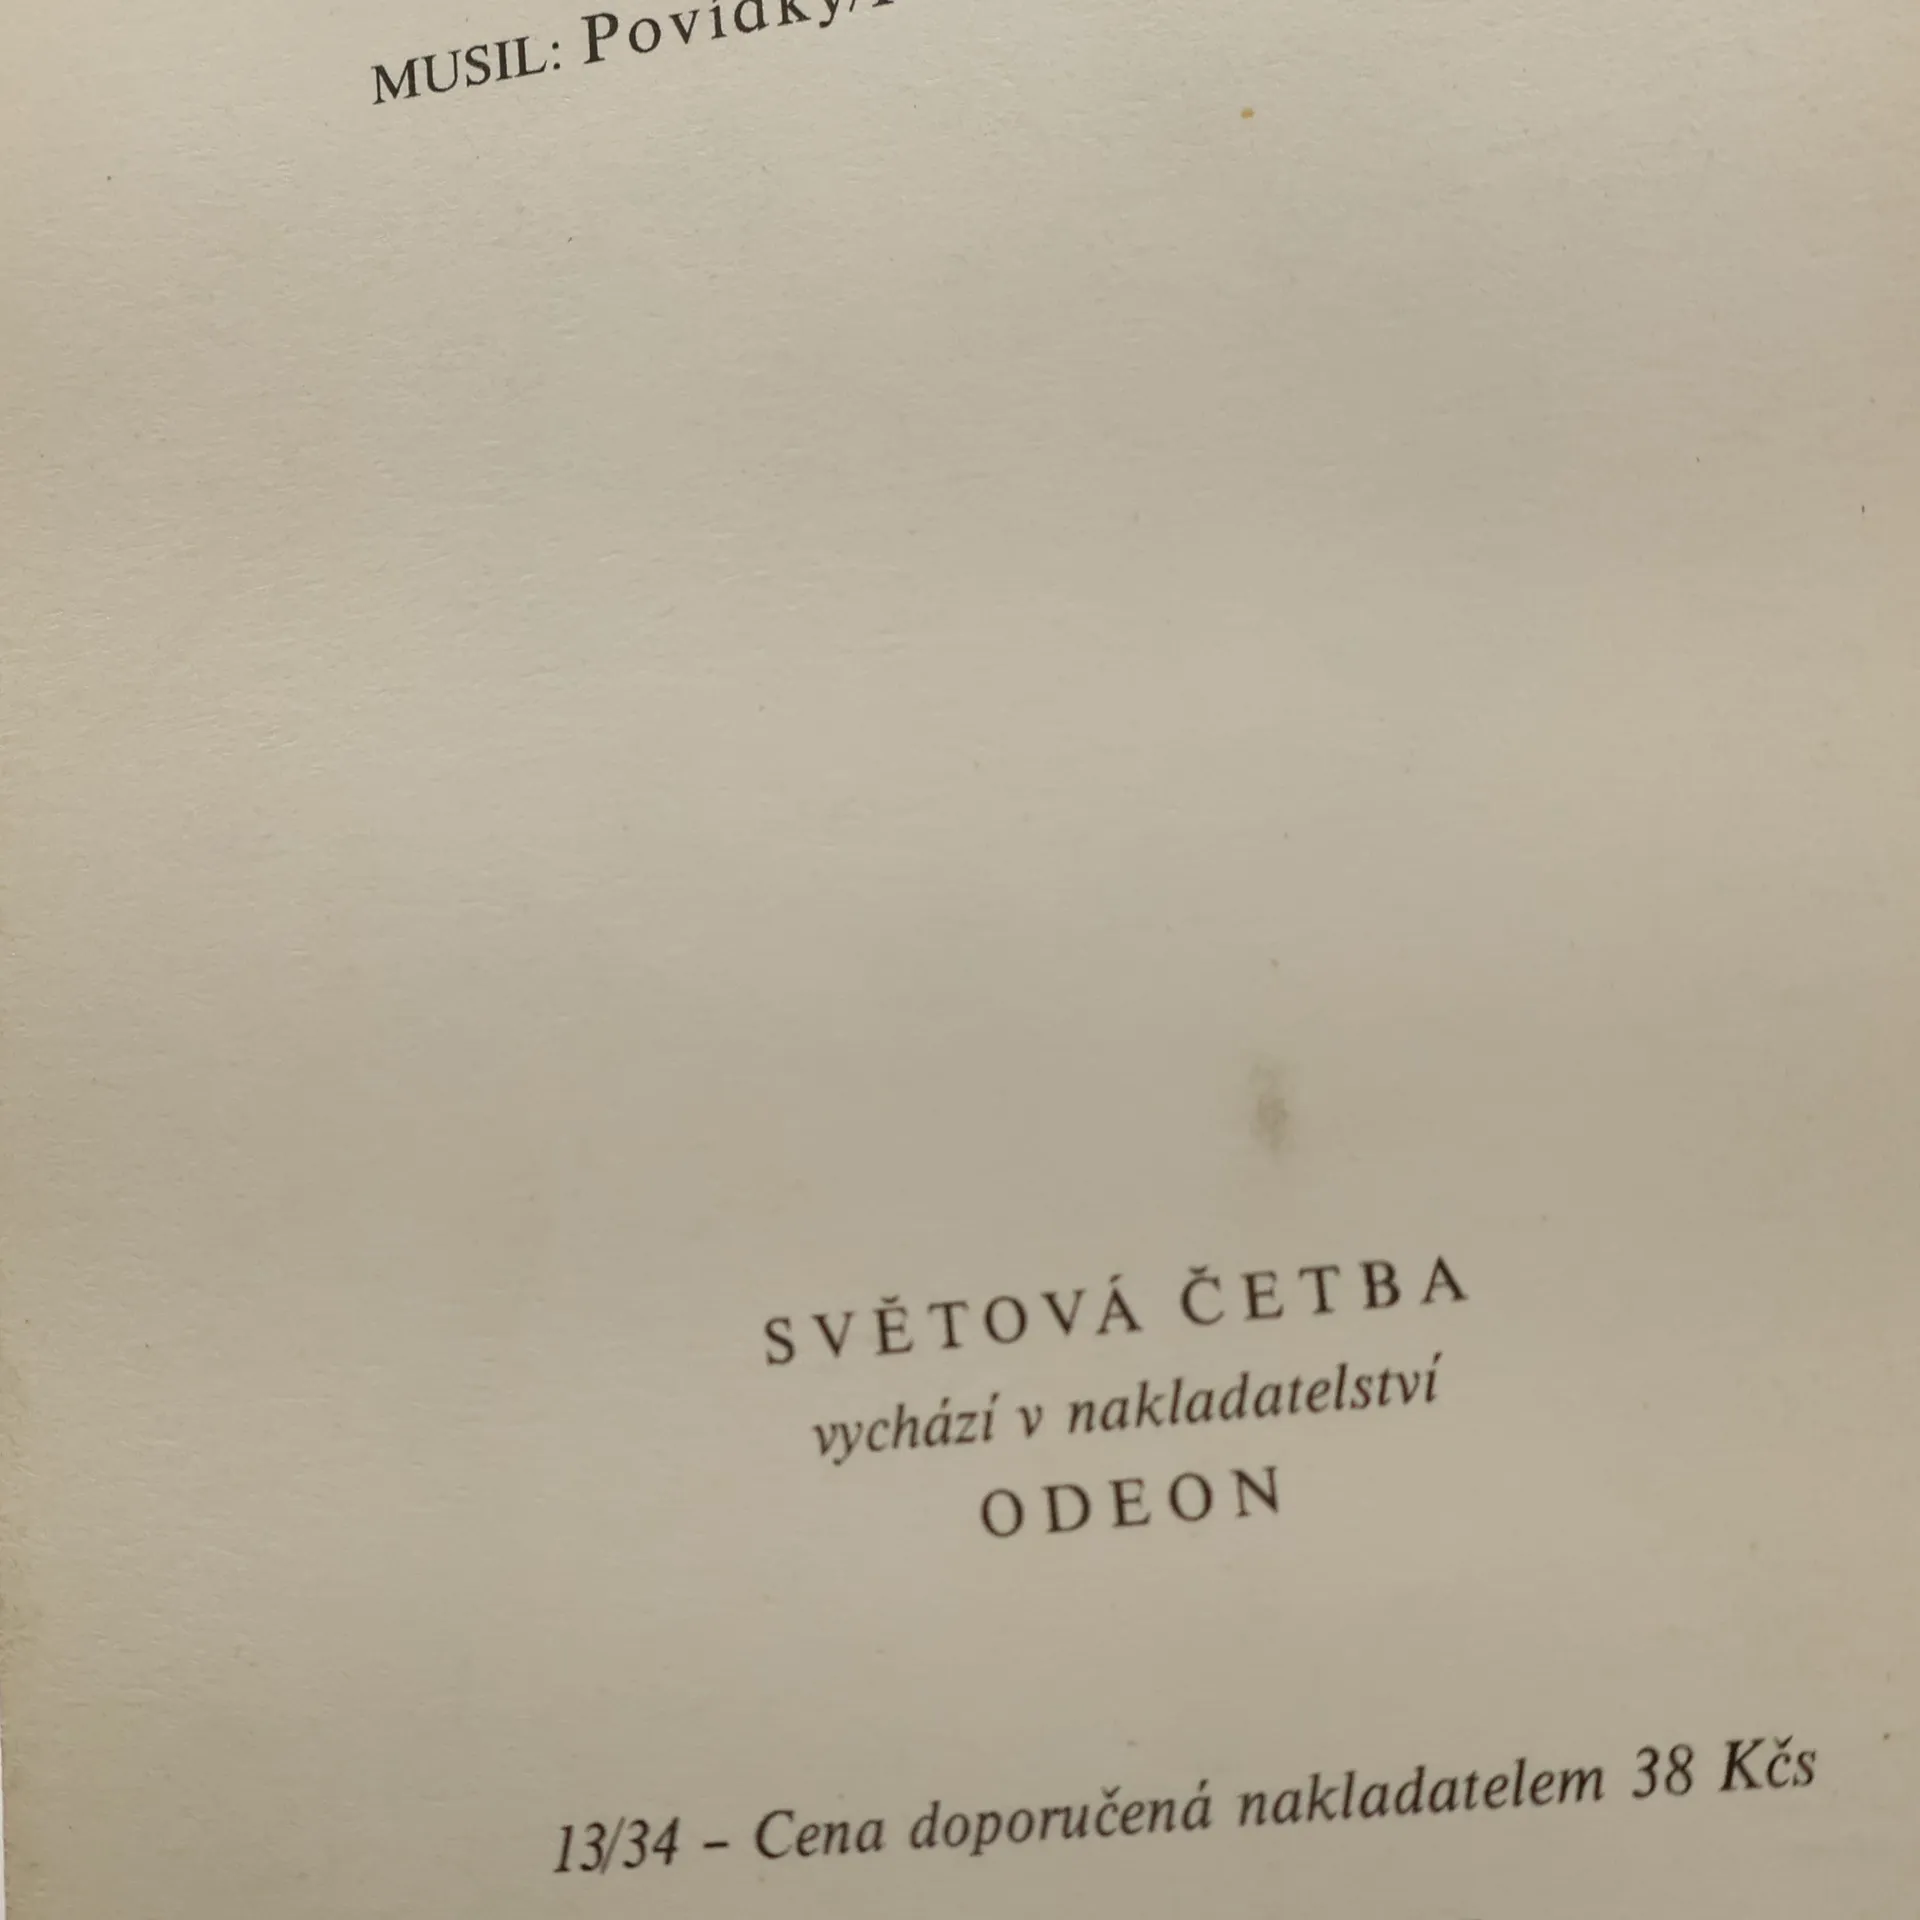 MUSIL: Povídky/
SVĚTOVÁ ČETBA
vychází v nakladatelství
ODEON
13/34 – Cena doporučená nakladatelem 38 Kčs